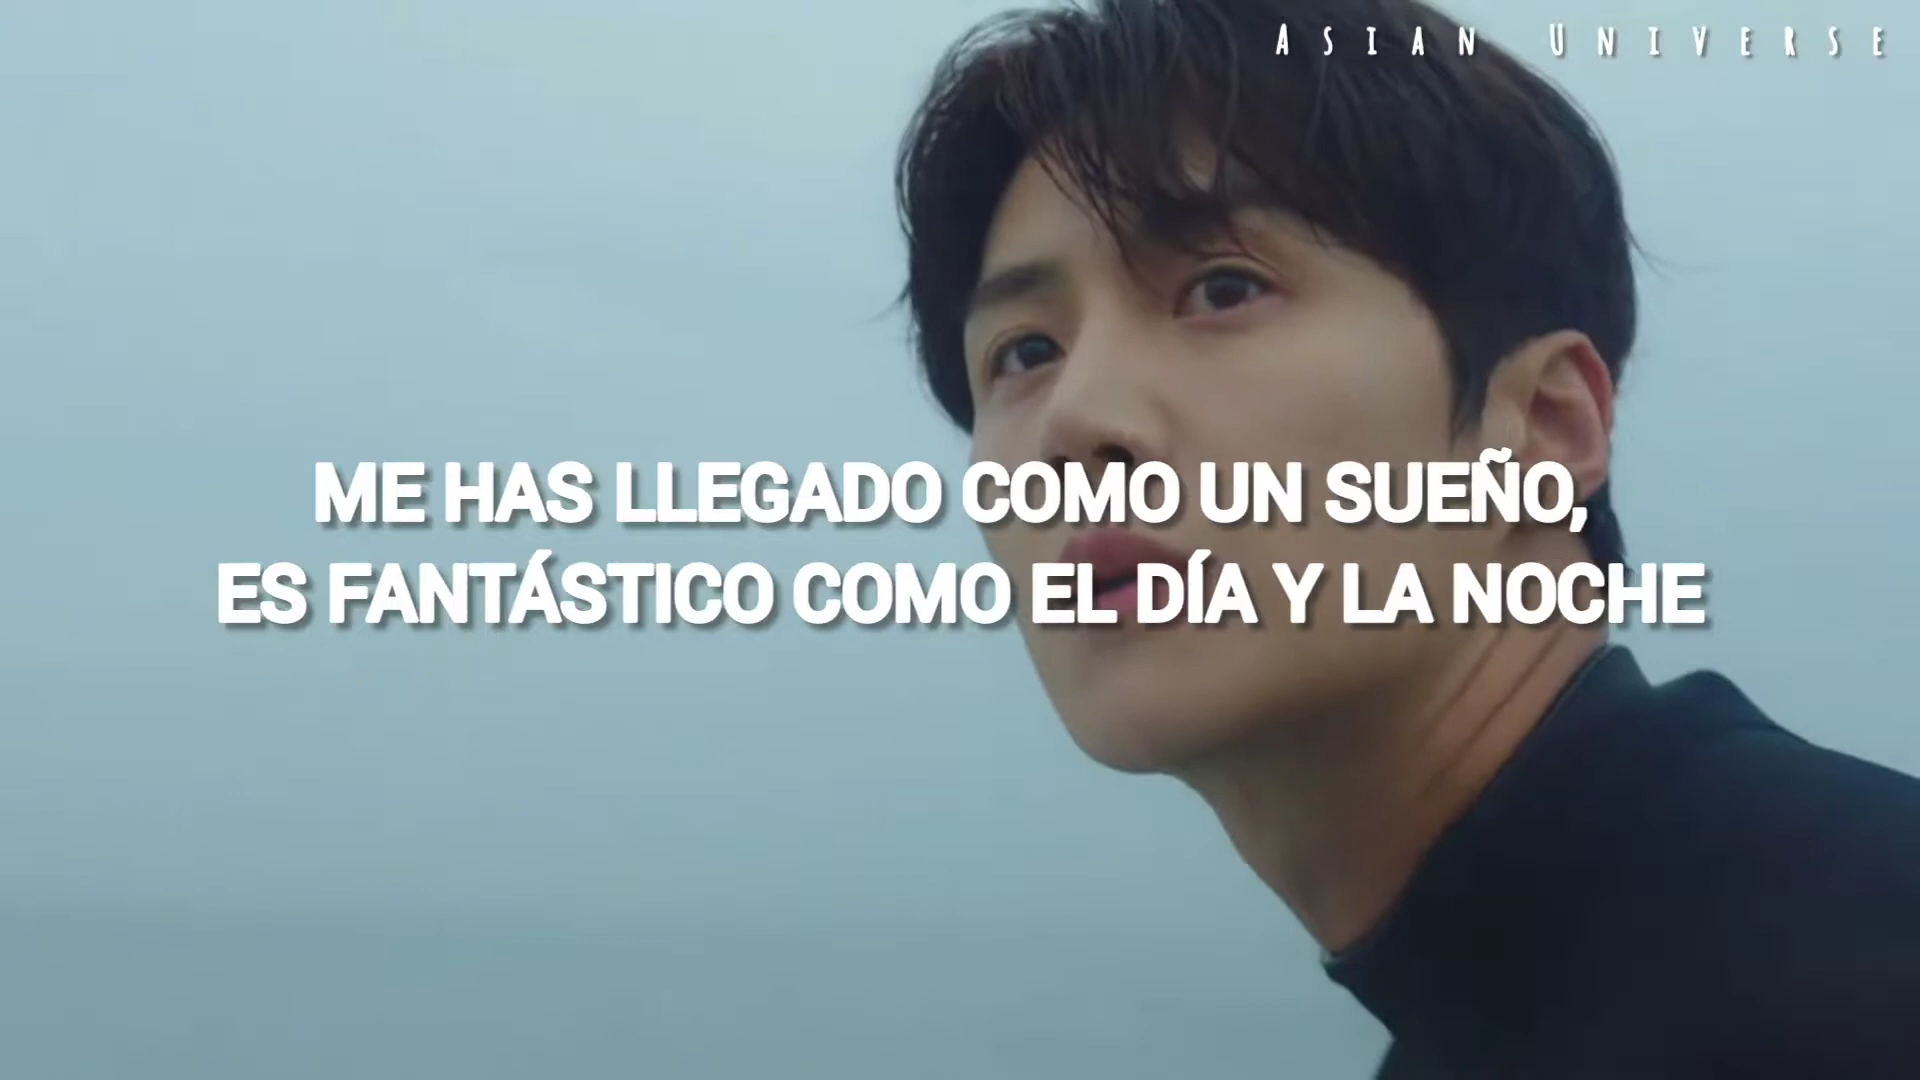 ASIAN UNIVERSE
ME HAS LLEGADO COMO UN SUEÑO,
ES FANTÁSTICO COMO EL DÍA Y LA NOCHE